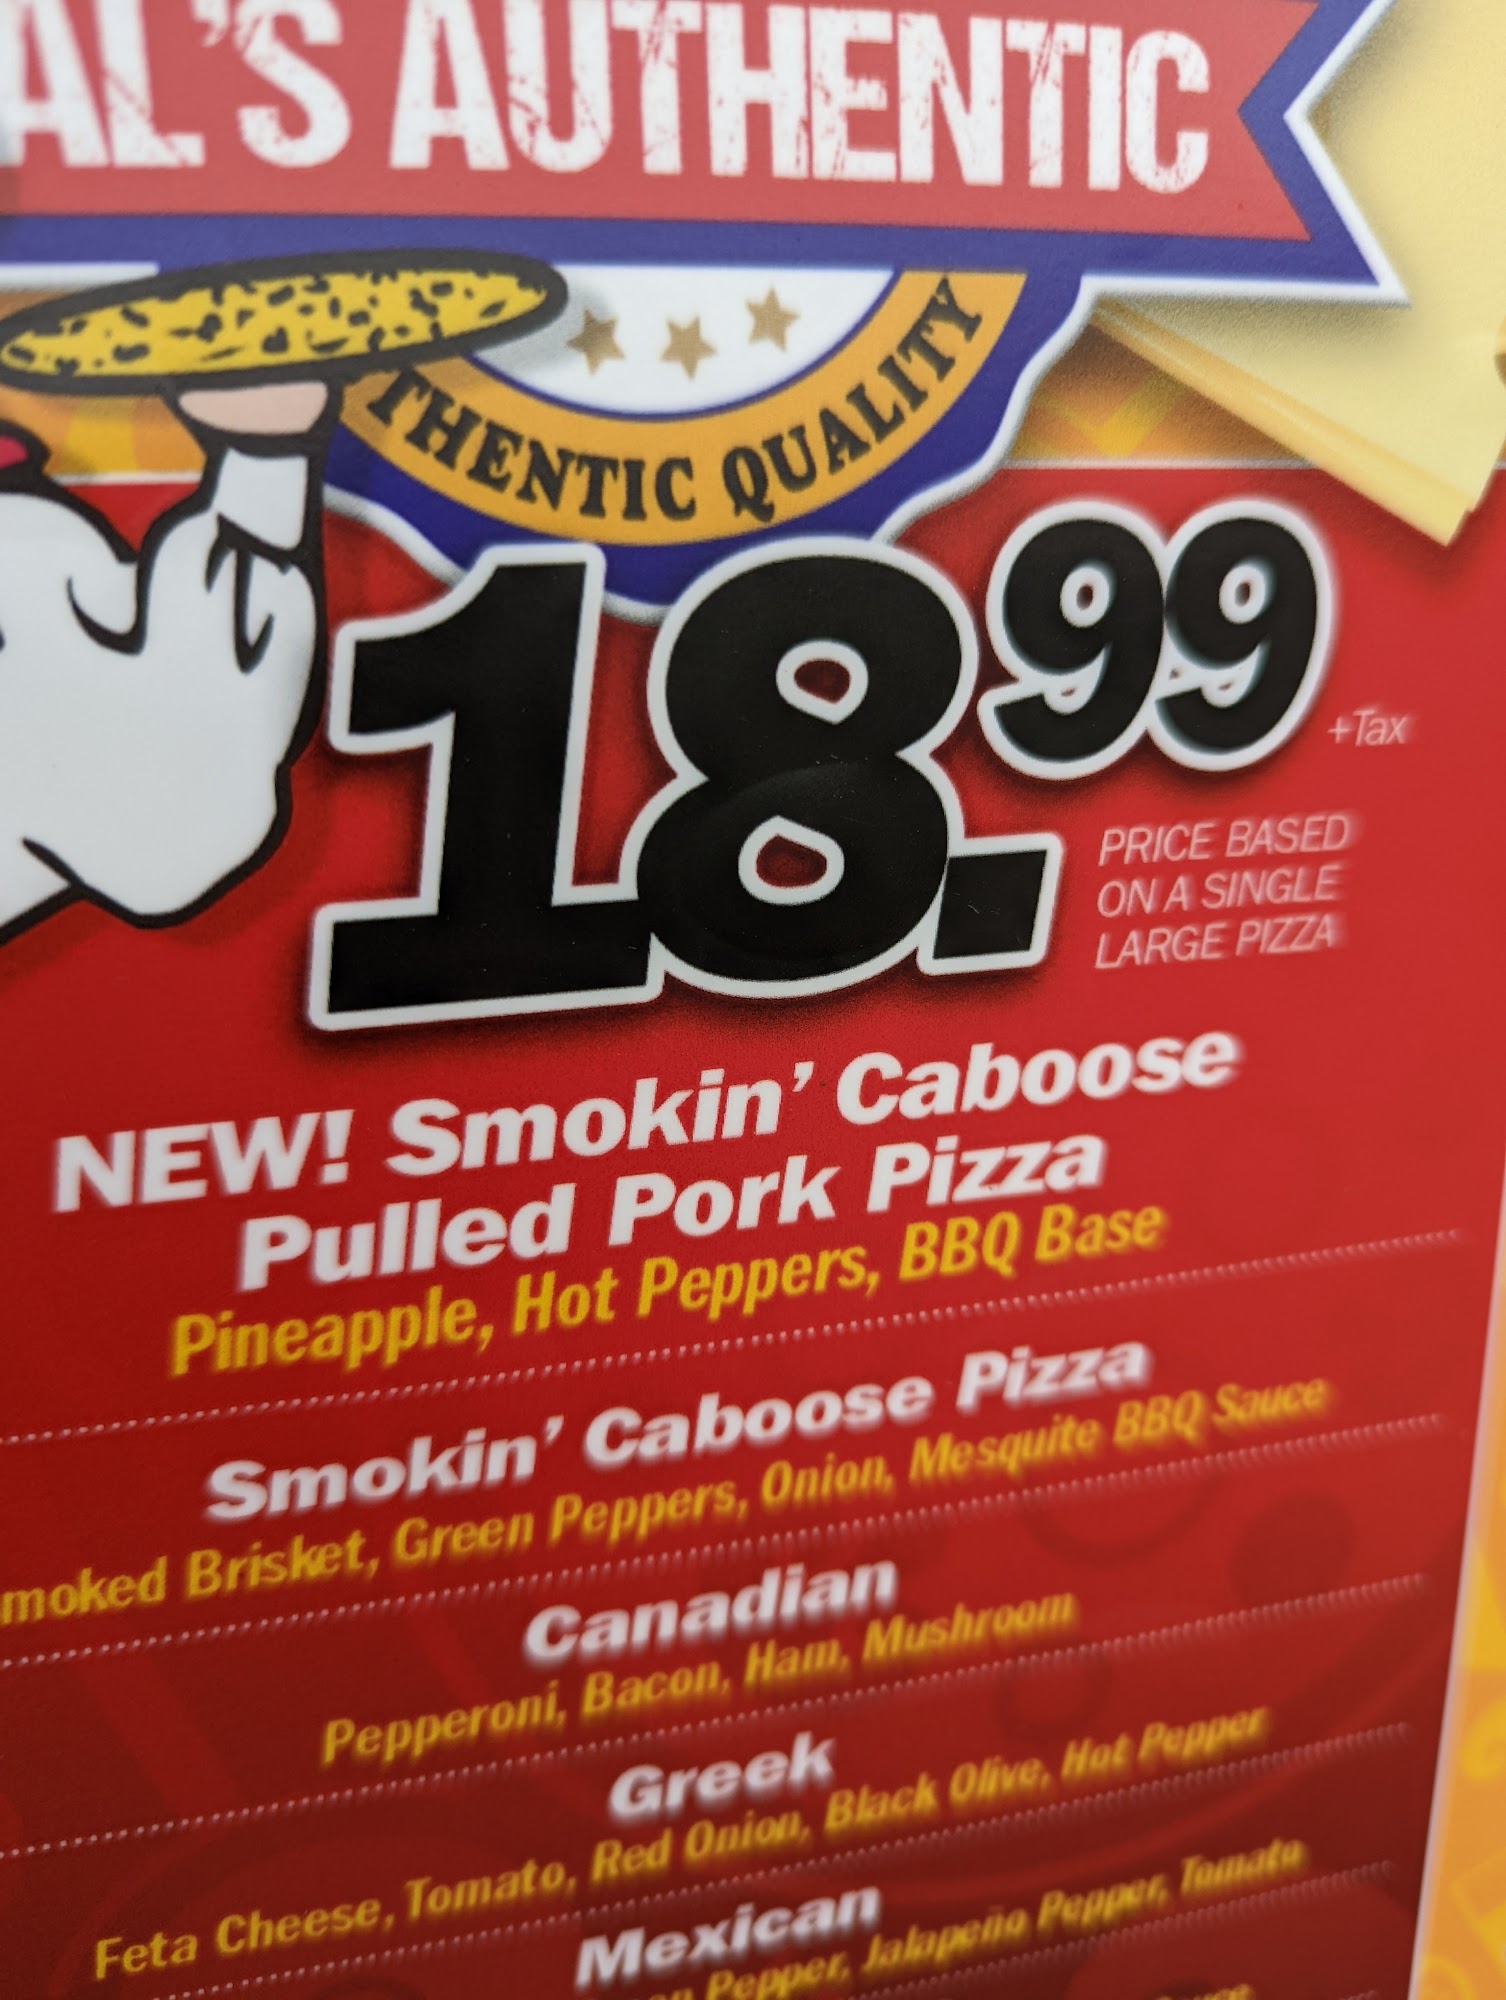 AL'S AUTHENTIC
THENTIC QUALITY
18.99
+Tax
PRICE BASED
ON A SINGLE
LARGE PIZZA
NEW! Smokin' Caboose
Pulled Pork Pizza
Pineapple, Hot Peppers, BBQ Base
Smokin' Caboose Pizza
moked Brisket, Green Peppers, Onion, Mesquite BBQ Sauce
Canadian
Pepperoni, Bacon, Ham, Mushroom
Greek
Feta Cheese, Tomato, Red Onion, Black Olive, Hot Pepper
Mexican
Pepper, Jalapeño Pepper, Tomato